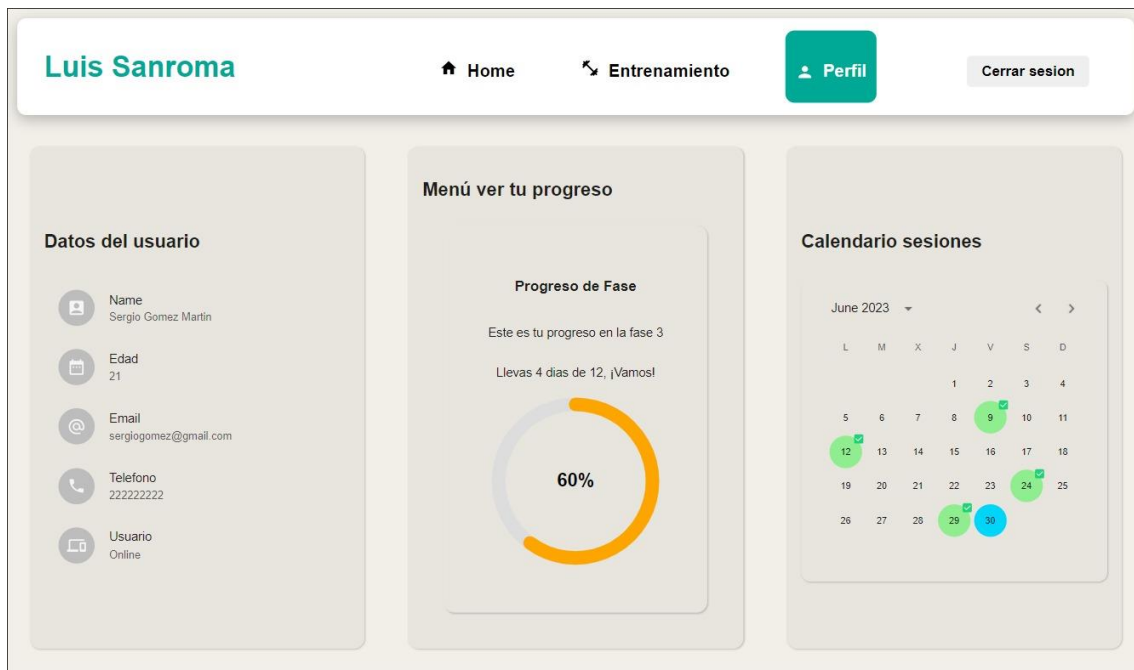 Luis Sanroma
Home
Entrenamiento
Perfil
Cerrar sesion
Datos del usuario
Name
Sergio Gomez Martin
Edad
21
Email
sergiogomez@gmail.com
Telefono
222222222
Usuario
Online
Menú ver tu progreso
Progreso de Fase
Este es tu progreso en la fase 3
Llevas 4 dias de 12, ¡Vamos!
60%
Calendario sesiones
June 2023
L M X J V S D
1 2 3 4
5 6 7 8 9 10 11
12 13 14 15 16 17 18
19 20 21 22 23 24 25
26 27 28 29 30